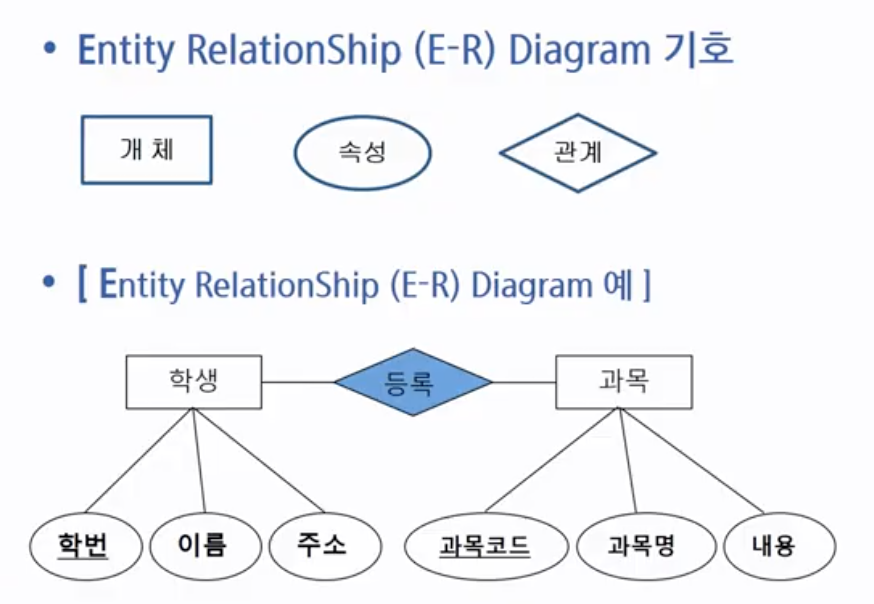 • Entity RelationShip (E-R) Diagram 기호
개 체
속성
관계
• [ Entity RelationShip (E-R) Diagram 예 ]
학생
등록
과목
학번
이름
주소
과목코드
과목명
내용